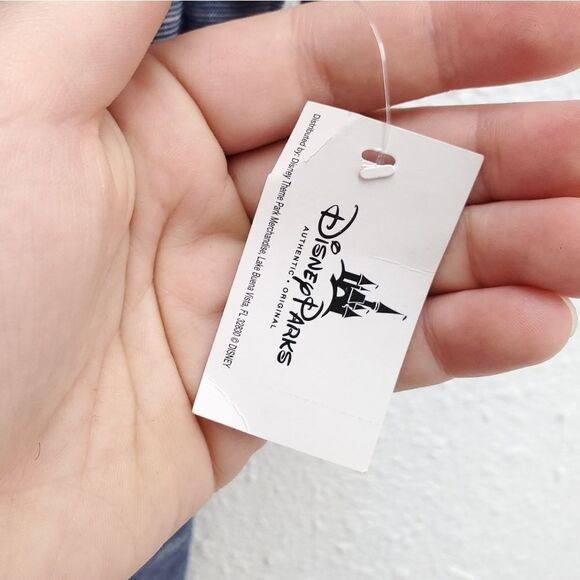 Disney Parks
AUTHENTIC • ORIGINAL
Distributed by: Disney Theme Park Merchandise, Lake Buena Vista, FL 32830 © DISNEY